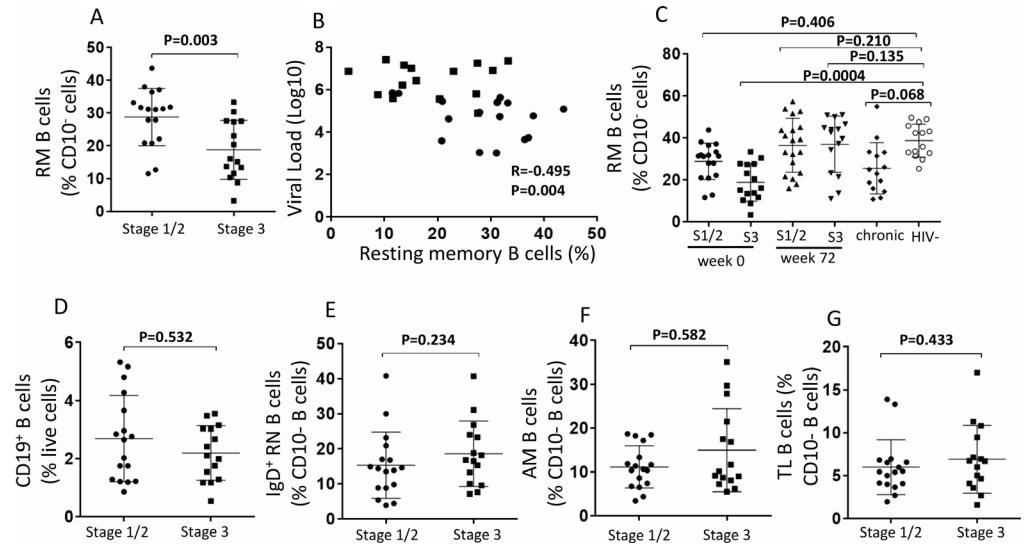 A
P=0.003
RM B cells
(% CD10⁻ cells)
50
40
30
20
10
0
Stage 1/2 Stage 3
B
Viral Load (Log10)
8
6
4
2
0
R=-0.495
P=0.004
0 10 20 30 40 50
Resting memory B cells (%)
C
P=0.406
P=0.210
P=0.135
P=0.0004
P=0.068
RM B cells
(% CD10⁻ cells)
80
60
40
20
0
S1/2 S3 S1/2 S3 chronic HIV-
week 0 week 72
D
P=0.532
CD19⁺ B cells
(% live cells)
6
4
2
0
Stage 1/2 Stage 3
E
P=0.234
IgD⁺ RN B cells
(% CD10- B cells)
50
40
30
20
10
0
Stage 1/2 Stage 3
F
P=0.582
AM B cells
(% CD10- B cells)
40
30
20
10
0
Stage 1/2 Stage 3
G
P=0.433
TL B cells (%
CD10- B cells)
20
15
10
5
0
Stage 1/2 Stage 3